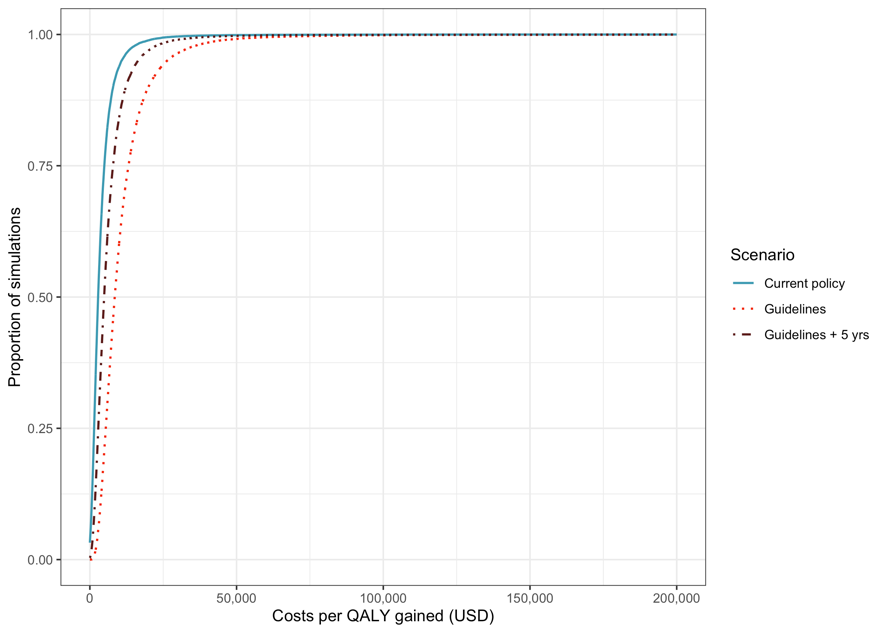 1.00
0.75
0.50
0.25
0.00
Proportion of simulations
0
50,000
100,000
150,000
200,000
Costs per QALY gained (USD)
Scenario
Current policy
Guidelines
Guidelines + 5 yrs